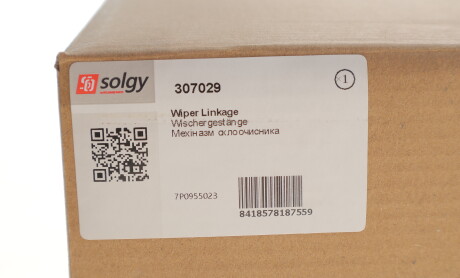 solgy
307029
1
Wiper Linkage
Wischergestänge
Механізм склоочисника
7P0955023
8418578187559